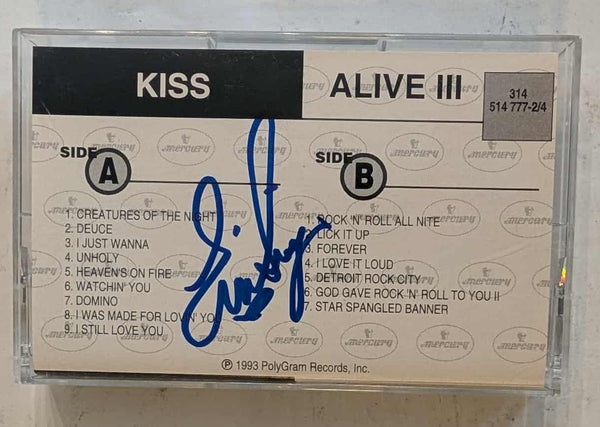 KISS
ALIVE III
314
514 777-2/4
SIDE A
1. CREATURES OF THE NIGHT
2. DEUCE
3. I JUST WANNA
4. UNHOLY
5. HEAVEN'S ON FIRE
6. WATCHIN' YOU
7. DOMINO
8. I WAS MADE FOR LOVIN' YOU
9. I STILL LOVE YOU
SIDE B
1. ROCK 'N' ROLL ALL NITE
2. LICK IT UP
3. FOREVER
4. I LOVE IT LOUD
5. DETROIT ROCK CITY
6. GOD GAVE ROCK 'N' ROLL TO YOU II
7. STAR SPANGLED BANNER
mercury
℗ 1993 PolyGram Records, Inc.